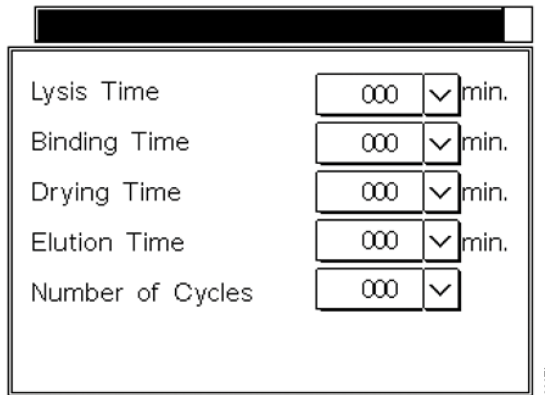 Lysis Time 000 min.
Binding Time 000 min.
Drying Time 000 min.
Elution Time 000 min.
Number of Cycles 000